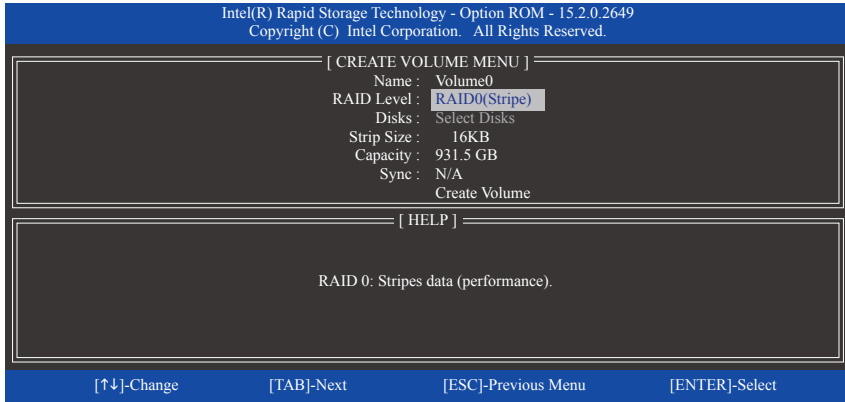 Intel(R) Rapid Storage Technology - Option ROM - 15.2.0.2649
Copyright (C) Intel Corporation. All Rights Reserved.
[ CREATE VOLUME MENU ]
Name : Volume0
RAID Level : RAID0(Stripe)
Disks : Select Disks
Strip Size : 16KB
Capacity : 931.5 GB
Sync : N/A
Create Volume
[ HELP ]
RAID 0: Stripes data (performance).
[↑↓]-Change [TAB]-Next [ESC]-Previous Menu [ENTER]-Select